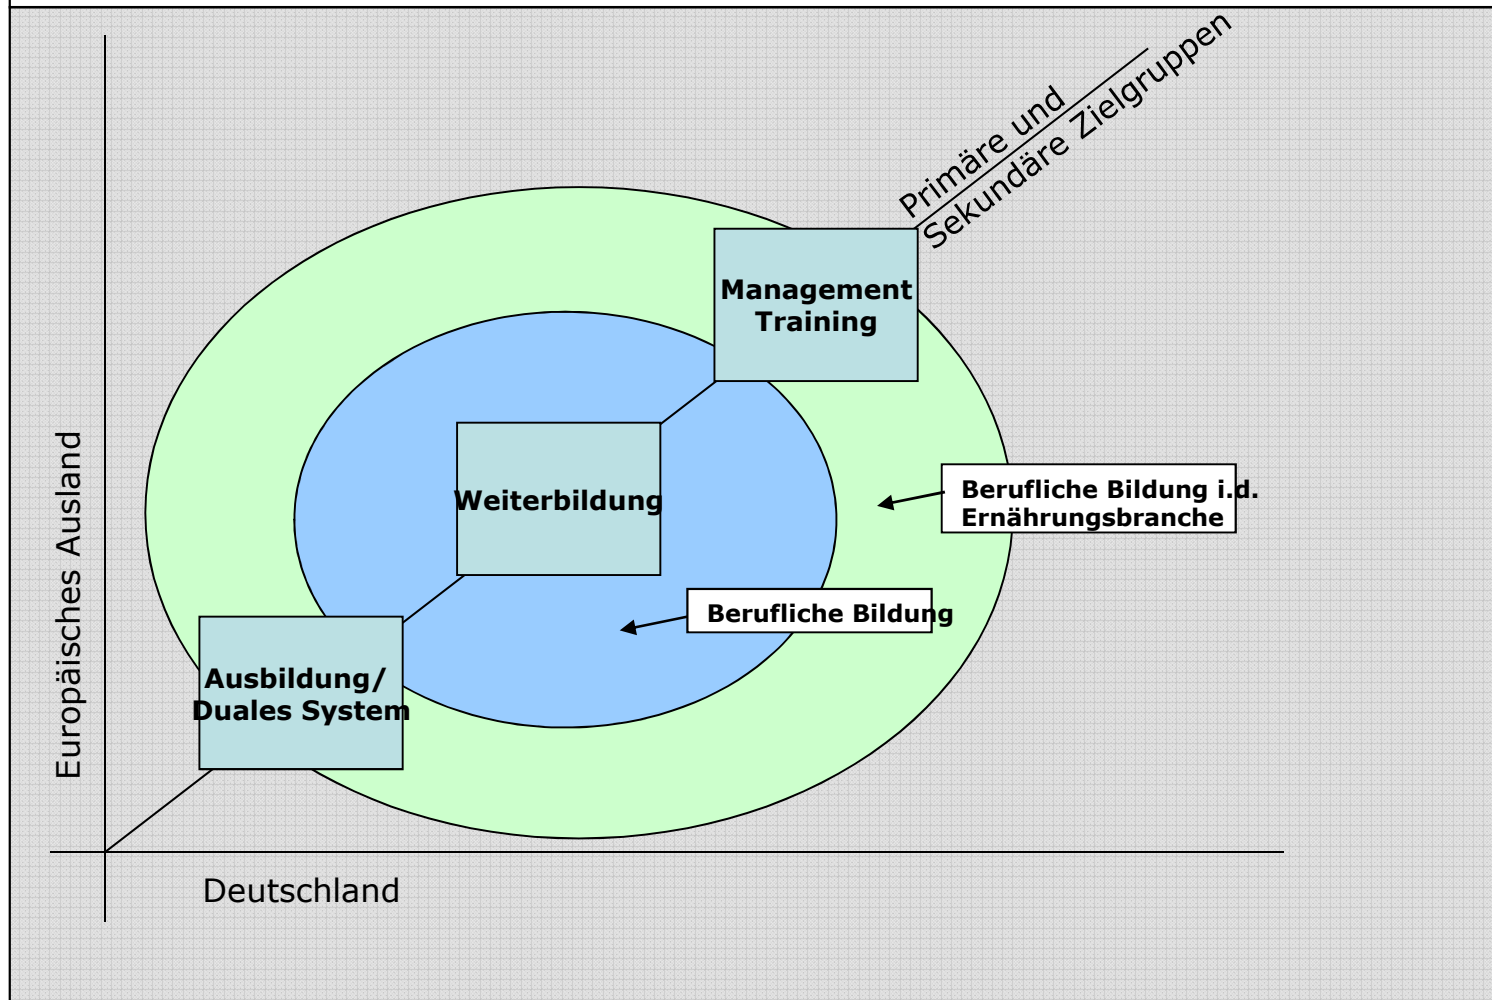 Primäre und
Sekundäre Zielgruppen
Management
Training
Europäisches Ausland
Weiterbildung
Berufliche Bildung i.d.
Ernährungsbranche
Berufliche Bildung
Ausbildung/
Duales System
Deutschland